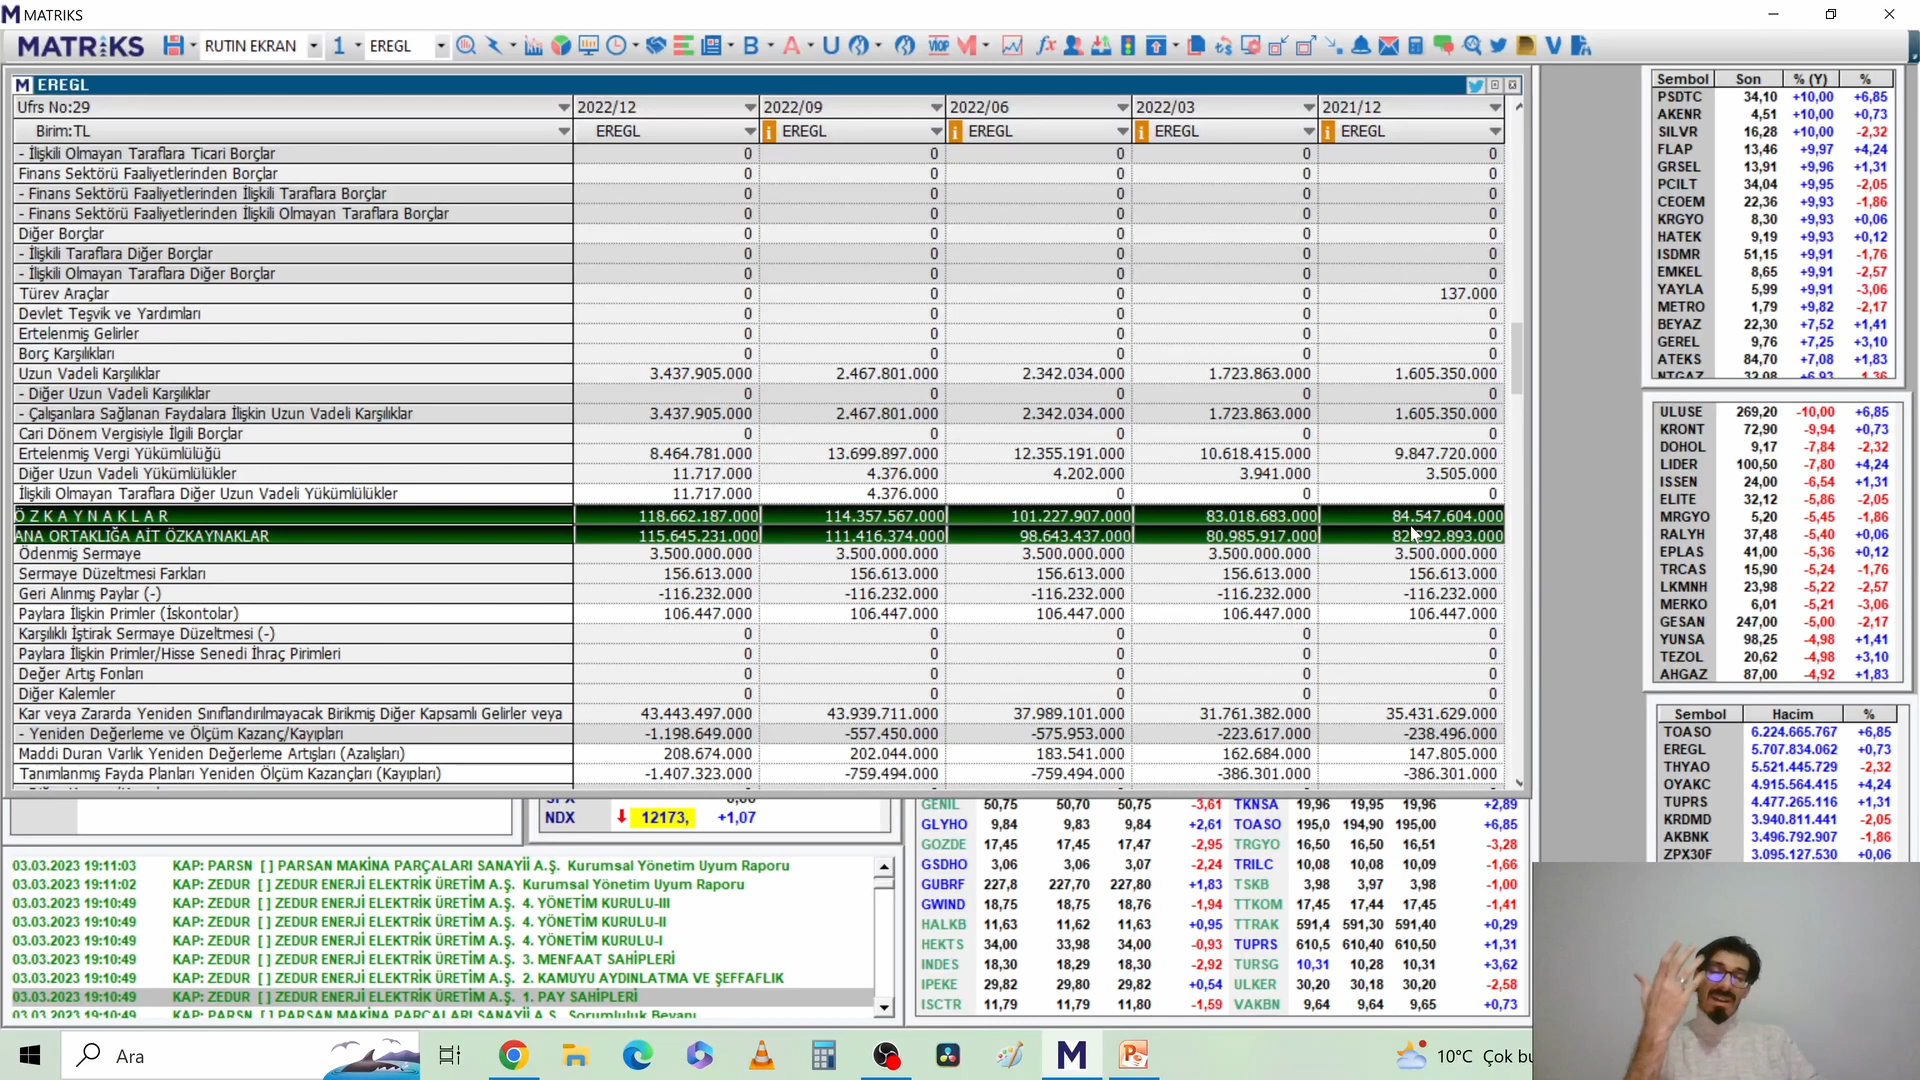 MATRIKS
MATRİKS RUTIN EKRAN 1 EREGL B A U VIOP M fx V
EREGL
Ufrs No:29 2022/12 2022/09 2022/06 2022/03 2021/12
Birim:TL EREGL EREGL EREGL EREGL EREGL
- İlişkili Olmayan Taraflara Ticari Borçlar 0 0 0 0 0
Finans Sektörü Faaliyetlerinden Borçlar 0 0 0 0 0
- Finans Sektörü Faaliyetlerinden İlişkili Taraflara Borçlar 0 0 0 0 0
- Finans Sektörü Faaliyetlerinden İlişkili Olmayan Taraflara Borçlar 0 0 0 0 0
Diğer Borçlar 0 0 0 0 0
- İlişkili Taraflara Diğer Borçlar 0 0 0 0 0
- İlişkili Olmayan Taraflara Diğer Borçlar 0 0 0 0 0
Türev Araçlar 0 0 0 0 137.000
Devlet Teşvik ve Yardımları 0 0 0 0 0
Ertelenmiş Gelirler 0 0 0 0 0
Borç Karşılıkları 0 0 0 0 0
Uzun Vadeli Karşılıklar 3.437.905.000 2.467.801.000 2.342.034.000 1.723.863.000 1.605.350.000
- Diğer Uzun Vadeli Karşılıklar 0 0 0 0 0
- Çalışanlara Sağlanan Faydalara İlişkin Uzun Vadeli Karşılıklar 3.437.905.000 2.467.801.000 2.342.034.000 1.723.863.000 1.605.350.000
Cari Dönem Vergisiyle İlgili Borçlar 0 0 0 0 0
Ertelenmiş Vergi Yükümlülüğü 8.464.781.000 13.699.897.000 12.355.191.000 10.618.415.000 9.847.720.000
Diğer Uzun Vadeli Yükümlülükler 11.717.000 4.376.000 4.202.000 3.941.000 3.505.000
İlişkili Olmayan Taraflara Diğer Uzun Vadeli Yükümlülükler 11.717.000 4.376.000 0 0 0
Ö Z K A Y N A K L A R 118.662.187.000 114.357.567.000 101.227.907.000 83.018.683.000 84.547.604.000
ANA ORTAKLIĞA AİT ÖZKAYNAKLAR 115.645.231.000 111.416.374.000 98.643.437.000 80.985.917.000
Ödenmiş Sermaye 3.500.000.000 3.500.000.000 3.500.000.000 3.500.000.000 3.500.000.000
Sermaye Düzeltmesi Farkları 156.613.000 156.613.000 156.613.000 156.613.000 156.613.000
Geri Alınmış Paylar (-) -116.232.000 -116.232.000 -116.232.000 -116.232.000 -116.232.000
Paylara İlişkin Primler (İskontolar) 106.447.000 106.447.000 106.447.000 106.447.000 106.447.000
Karşılıklı İştirak Sermaye Düzeltmesi (-) 0 0 0 0 0
Paylara İlişkin Primler/Hisse Senedi İhraç Pirimleri 0 0 0 0 0
Değer Artış Fonları 0 0 0 0 0
Diğer Kalemler 0 0 0 0 0
Kar veya Zararda Yeniden Sınıflandırılmayacak Birikmiş Diğer Kapsamlı Gelirler veya 43.443.497.000 43.939.711.000 37.989.101.000 31.761.382.000 35.431.629.000
- Yeniden Değerleme ve Ölçüm Kazanç/Kayıpları -1.198.649.000 -557.450.000 -575.953.000 -223.617.000 -238.496.000
Maddi Duran Varlık Yeniden Değerleme Artışları (Azalışları) 208.674.000 202.044.000 183.541.000 162.684.000 147.805.000
Tanımlanmış Fayda Planları Yeniden Ölçüm Kazançları (Kayıpları) -1.407.323.000 -759.494.000 -759.494.000 -386.301.000 -386.301.000
Sembol Son % (Y) %
PSDTC 34,10 +10,00 +6,85
AKENR 4,51 +10,00 +0,73
SILVR 16,28 +10,00 -2,32
FLAP 13,46 +9,97 +4,24
GRSEL 13,91 +9,96 +1,31
PCILT 34,04 +9,95 -2,05
CEOEM 22,36 +9,93 -1,86
KRGYO 8,30 +9,93 +0,06
HATEK 9,19 +9,93 +0,12
ISDMR 51,15 +9,91 -1,76
EMKEL 8,65 +9,91 -2,57
YAYLA 5,99 +9,91 -3,06
METRO 1,79 +9,82 -2,17
BEYAZ 22,30 +7,52 +1,41
GEREL 9,76 +7,25 +3,10
ATEKS 84,70 +7,08 +1,83
NTGAZ 32,08 +6,93 -1,36
ULUSE 269,20 -10,00 +6,85
KRONT 72,90 -9,94 +0,73
DOHOL 9,17 -7,84 -2,32
LIDER 100,50 -7,80 +4,24
ISSEN 24,00 -6,54 +1,31
ELITE 32,12 -5,86 -2,05
MRGYO 5,20 -5,45 -1,86
RALYH 37,48 -5,40 +0,06
EPLAS 41,00 -5,36 +0,12
TRCAS 15,90 -5,24 -1,76
LKMNH 23,98 -5,22 -2,57
MERKO 6,01 -5,21 -3,06
GESAN 247,00 -5,00 -2,17
YUNSA 98,25 -4,98 +1,41
TEZOL 20,62 -4,98 +3,10
AHGAZ 87,00 -4,92 +1,83
Sembol Hacim %
TOASO 6.224.665.767 +6,85
EREGL 5.707.834.062 +0,73
THYAO 5.521.445.729 -2,32
OYAKC 4.915.564.415 +4,24
TUPRS 4.477.265.116 +1,31
KRDMD 3.940.811.441 -2,05
AKBNK 3.496.792.907 -1,86
ZPX30F 3.095.127.530 +0,06
NDX 12173, +1,07
GENIL 50,75 50,70 50,75 -3,61 TKNSA 19,96 19,95 19,96 +2,89
GLYHO 9,84 9,83 9,84 +2,61 TOASO 195,0 194,90 195,00 +6,85
GOZDE 17,45 17,45 17,47 -2,95 TRGYO 16,50 16,50 16,51 -3,28
GSDHO 3,06 3,06 3,07 -2,24 TRILC 10,08 10,08 10,09 -1,66
GUBRF 227,8 227,70 227,80 +1,83 TSKB 3,98 3,97 3,98 -1,00
GWIND 18,75 18,75 18,76 -1,94 TTKOM 17,45 17,44 17,45 -1,41
HALKB 11,63 11,62 11,63 +0,95 TTRAK 591,4 591,30 591,40 +0,29
HEKTS 34,00 33,98 34,00 -0,93 TUPRS 610,5 610,40 610,50 +1,31
INDES 18,30 18,29 18,30 -2,92 TURSG 10,31 10,28 10,31 +3,62
IPEKE 29,82 29,80 29,82 +0,54 ULKER 30,20 30,18 30,20 -2,58
ISCTR 11,79 11,79 11,80 -1,59 VAKBN 9,64 9,64 9,65 +0,73
03.03.2023 19:11:03 KAP: PARSN [ ] PARSAN MAKİNA PARÇALARI SANAYİİ A.Ş. Kurumsal Yönetim Uyum Raporu
03.03.2023 19:11:02 KAP: ZEDUR [ ] ZEDUR ENERJİ ELEKTRİK ÜRETİM A.Ş. Kurumsal Yönetim Uyum Raporu
03.03.2023 19:10:49 KAP: ZEDUR [ ] ZEDUR ENERJİ ELEKTRİK ÜRETİM A.Ş. 4. YÖNETİM KURULU-III
03.03.2023 19:10:49 KAP: ZEDUR [ ] ZEDUR ENERJİ ELEKTRİK ÜRETİM A.Ş. 4. YÖNETİM KURULU-II
03.03.2023 19:10:49 KAP: ZEDUR [ ] ZEDUR ENERJİ ELEKTRİK ÜRETİM A.Ş. 4. YÖNETİM KURULU-I
03.03.2023 19:10:49 KAP: ZEDUR [ ] ZEDUR ENERJİ ELEKTRİK ÜRETİM A.Ş. 3. MENFAAT SAHİPLERİ
03.03.2023 19:10:49 KAP: ZEDUR [ ] ZEDUR ENERJİ ELEKTRİK ÜRETİM A.Ş. 2. KAMUYU AYDINLATMA VE ŞEFFAFLIK
03.03.2023 19:10:49 KAP: ZEDUR [ ] ZEDUR ENERJİ ELEKTRİK ÜRETİM A.Ş. 1. PAY SAHİPLERİ
03.03.2023 19:10:49 KAP: PARSN [ ] PARSAN MAKİNA PARÇALARI SANAYİİ A.Ş. Sorumluluk Beyanı
Ara 10°C Çok bu